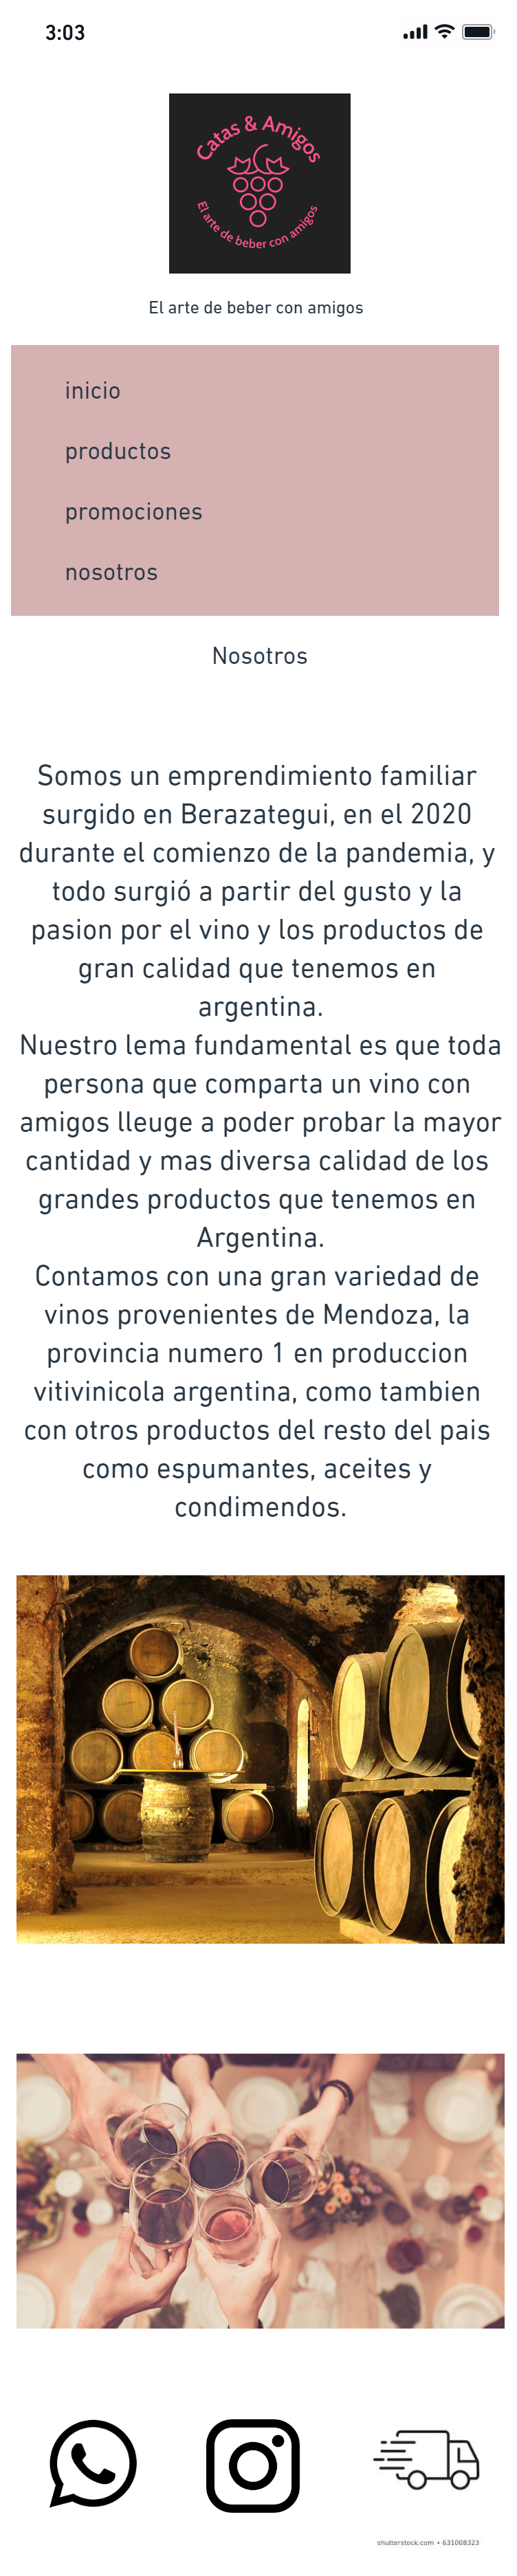 3:03
Catas & Amigos
El arte de beber con amigos
El arte de beber con amigos
inicio
productos
promociones
nosotros
Nosotros
Somos un emprendimiento familiar
surgido en Berazategui, en el 2020
durante el comienzo de la pandemia, y
todo surgió a partir del gusto y la
pasion por el vino y los productos de
gran calidad que tenemos en
argentina.
Nuestro lema fundamental es que toda
persona que comparta un vino con
amigos lleuge a poder probar la mayor
cantidad y mas diversa calidad de los
grandes productos que tenemos en
Argentina.
Contamos con una gran variedad de
vinos provenientes de Mendoza, la
provincia numero 1 en produccion
vitivinicola argentina, como tambien
con otros productos del resto del pais
como espumantes, aceites y
condimendos.
shutterstock.com • 631008323